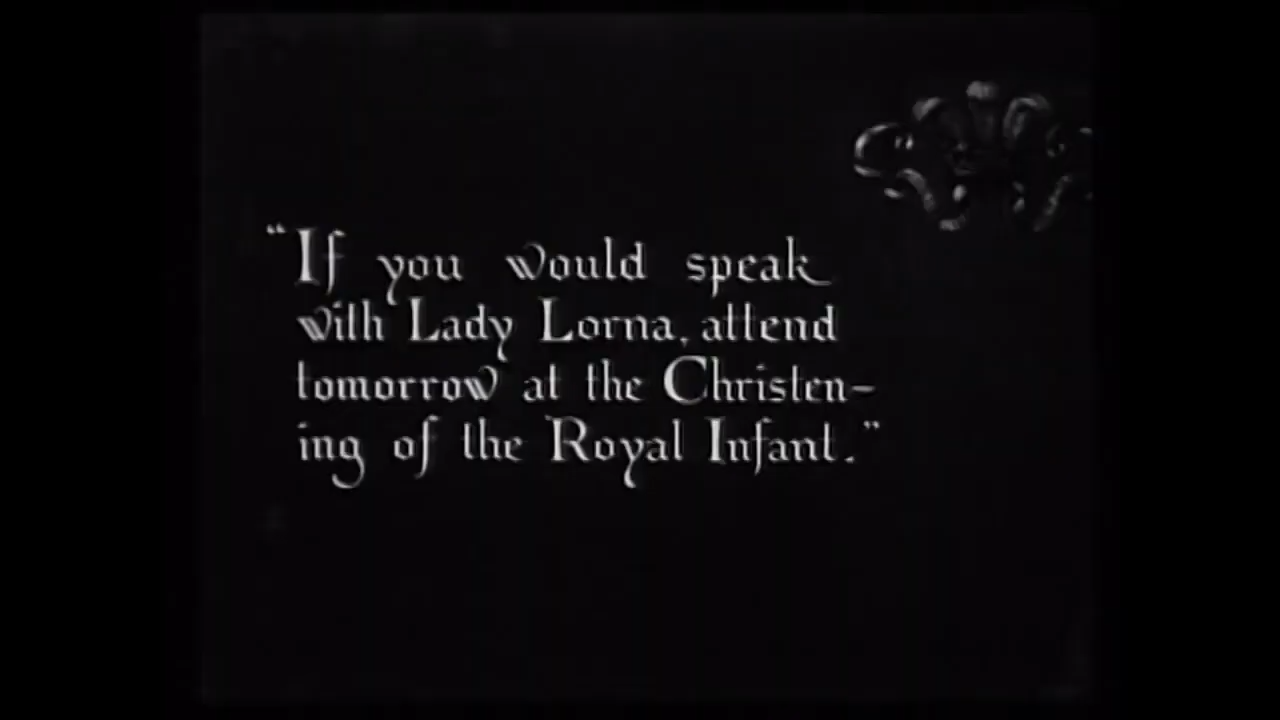 “If you would speak
with Lady Lorna, attend
tomorrow at the Christen-
ing of the Royal Infant.”